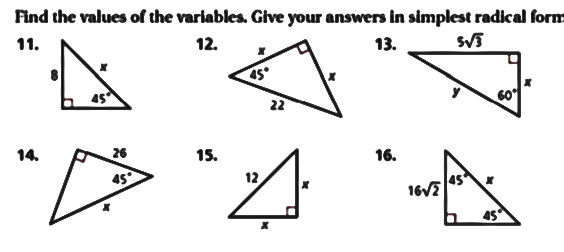 Find the values of the variables. Give your answers in simplest radical form
11. 8 x 45°
12. x 45° x 22
13. 5√3 x y 60°
14. 26 45° x
15. 12 x x
16. 16√2 45° x 45°